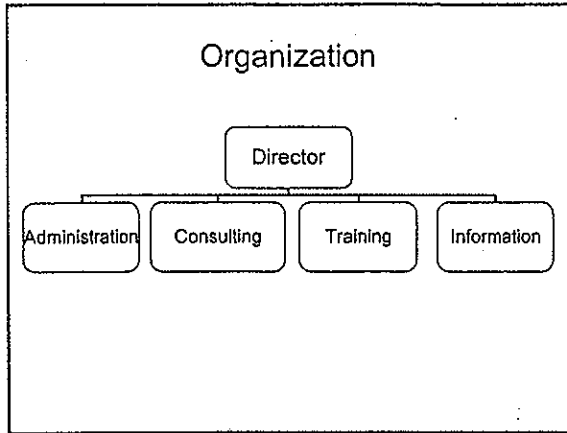 Organization
Director
Administration
Consulting
Training
Information